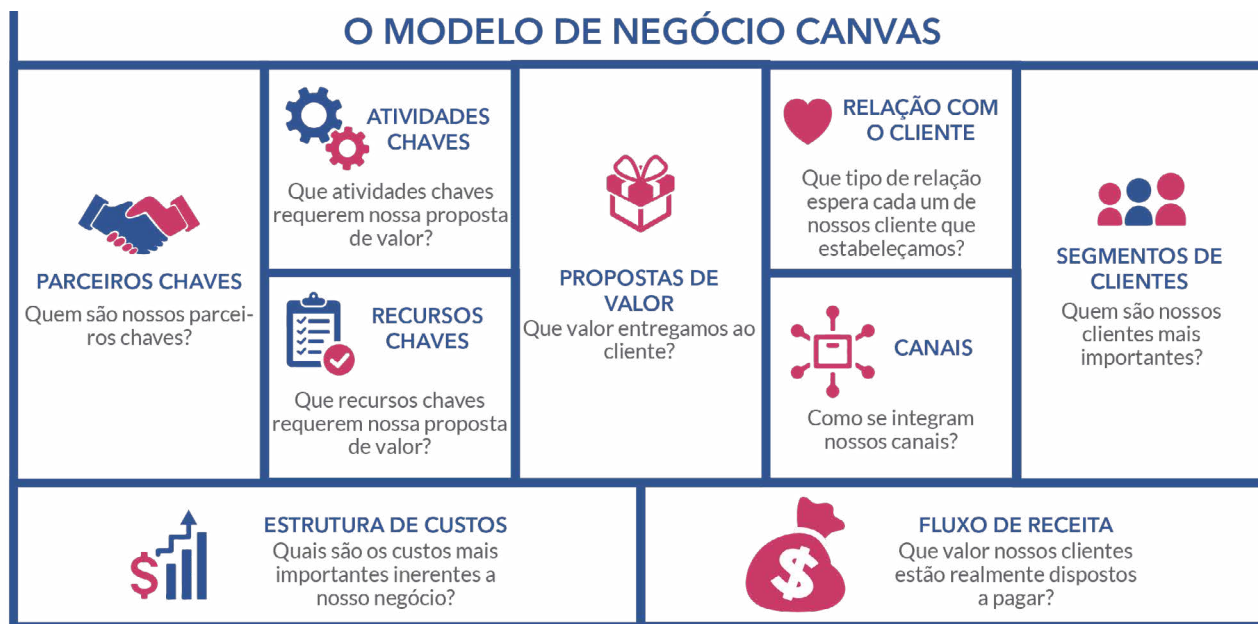 O MODELO DE NEGÓCIO CANVAS
PARCEIROS CHAVES
Quem são nossos parcei-
ros chaves?
ATIVIDADES
CHAVES
Que atividades chaves
requerem nossa proposta
de valor?
RECURSOS
CHAVES
Que recursos chaves
requerem nossa proposta
de valor?
PROPOSTAS DE
VALOR
Que valor entregamos ao
cliente?
RELAÇÃO COM
O CLIENTE
Que tipo de relação
espera cada um de
nossos cliente que
estabeleçamos?
CANAIS
Como se integram
nossos canais?
SEGMENTOS DE
CLIENTES
Quem são nossos
clientes mais
importantes?
$
ESTRUTURA DE CUSTOS
Quais são os custos mais
importantes inerentes a
nosso negócio?
$
FLUXO DE RECEITA
Que valor nossos clientes
estão realmente dispostos
a pagar?